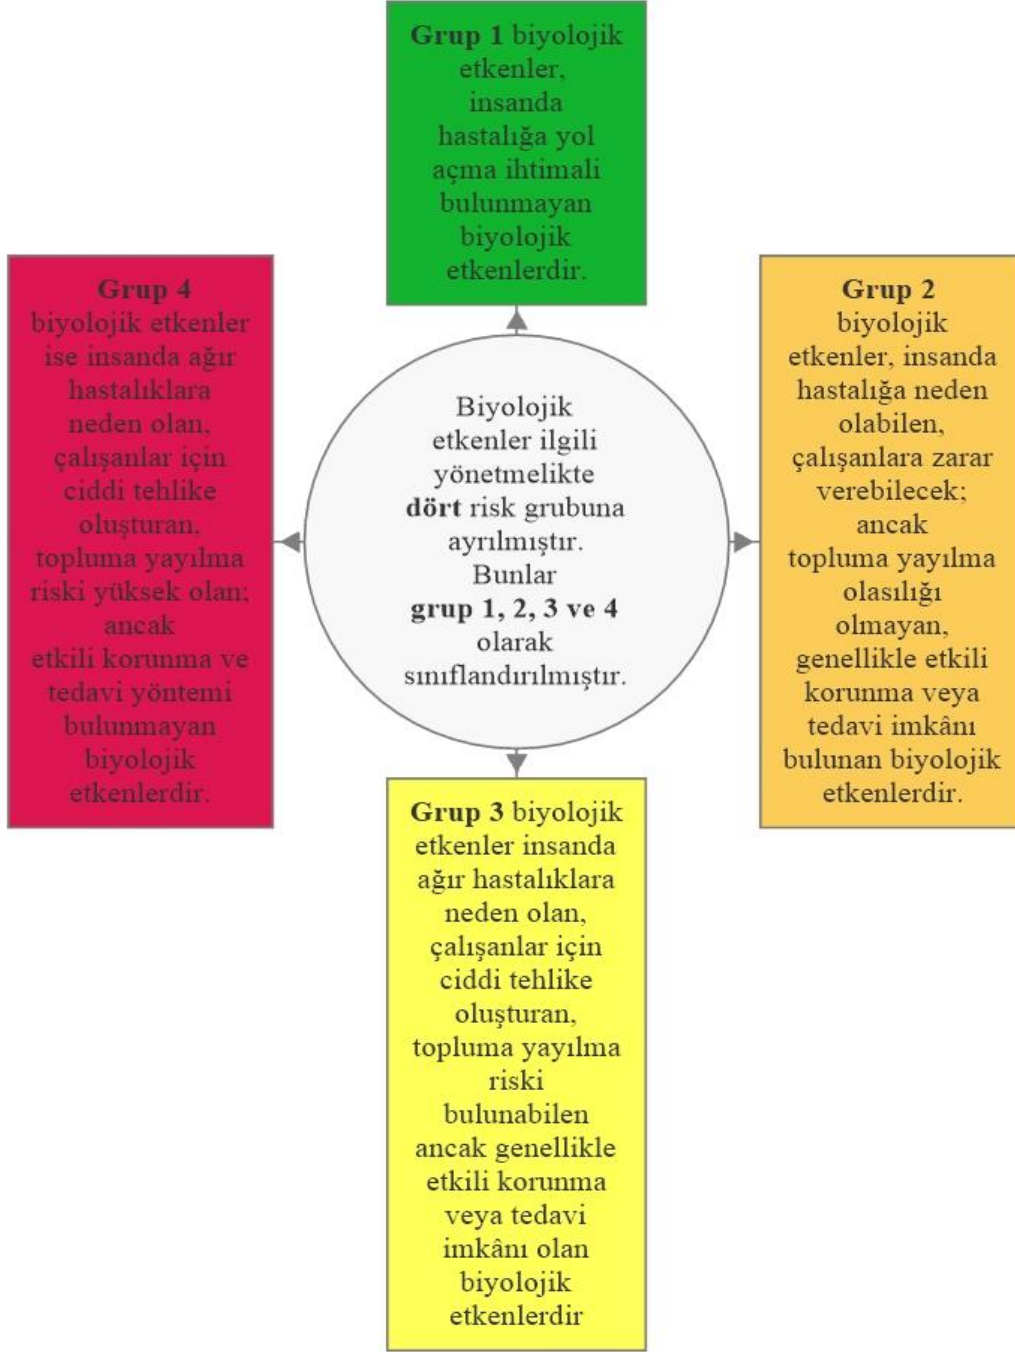 Grup 1 biyolojik
etkenler,
insanda
hastalığa yol
açma ihtimali
bulunmayan
biyolojik
etkenlerdir.
Grup 4
biyolojik etkenler
ise insanda ağır
hastalıklara
neden olan,
çalışanlar için
ciddi tehlike
oluşturan,
topluma yayılma
riski yüksek olan;
ancak
etkili korunma ve
tedavi yöntemi
bulunmayan
biyolojik
etkenlerdir.
Biyolojik
etkenler ilgili
yönetmelikte
dört risk grubuna
ayrılmıştır.
Bunlar
grup 1, 2, 3 ve 4
olarak
sınıflandırılmıştır.
Grup 2
biyolojik
etkenler, insanda
hastalığa neden
olabilen,
çalışanlara zarar
verebilecek;
ancak
topluma yayılma
olasılığı
olmayan,
genellikle etkili
korunma veya
tedavi imkânı
bulunan biyolojik
etkenlerdir.
Grup 3 biyolojik
etkenler insanda
ağır hastalıklara
neden olan,
çalışanlar için
ciddi tehlike
oluşturan,
topluma yayılma
riski
bulunabilen
ancak genellikle
etkili korunma
veya tedavi
imkânı olan
biyolojik
etkenlerdir